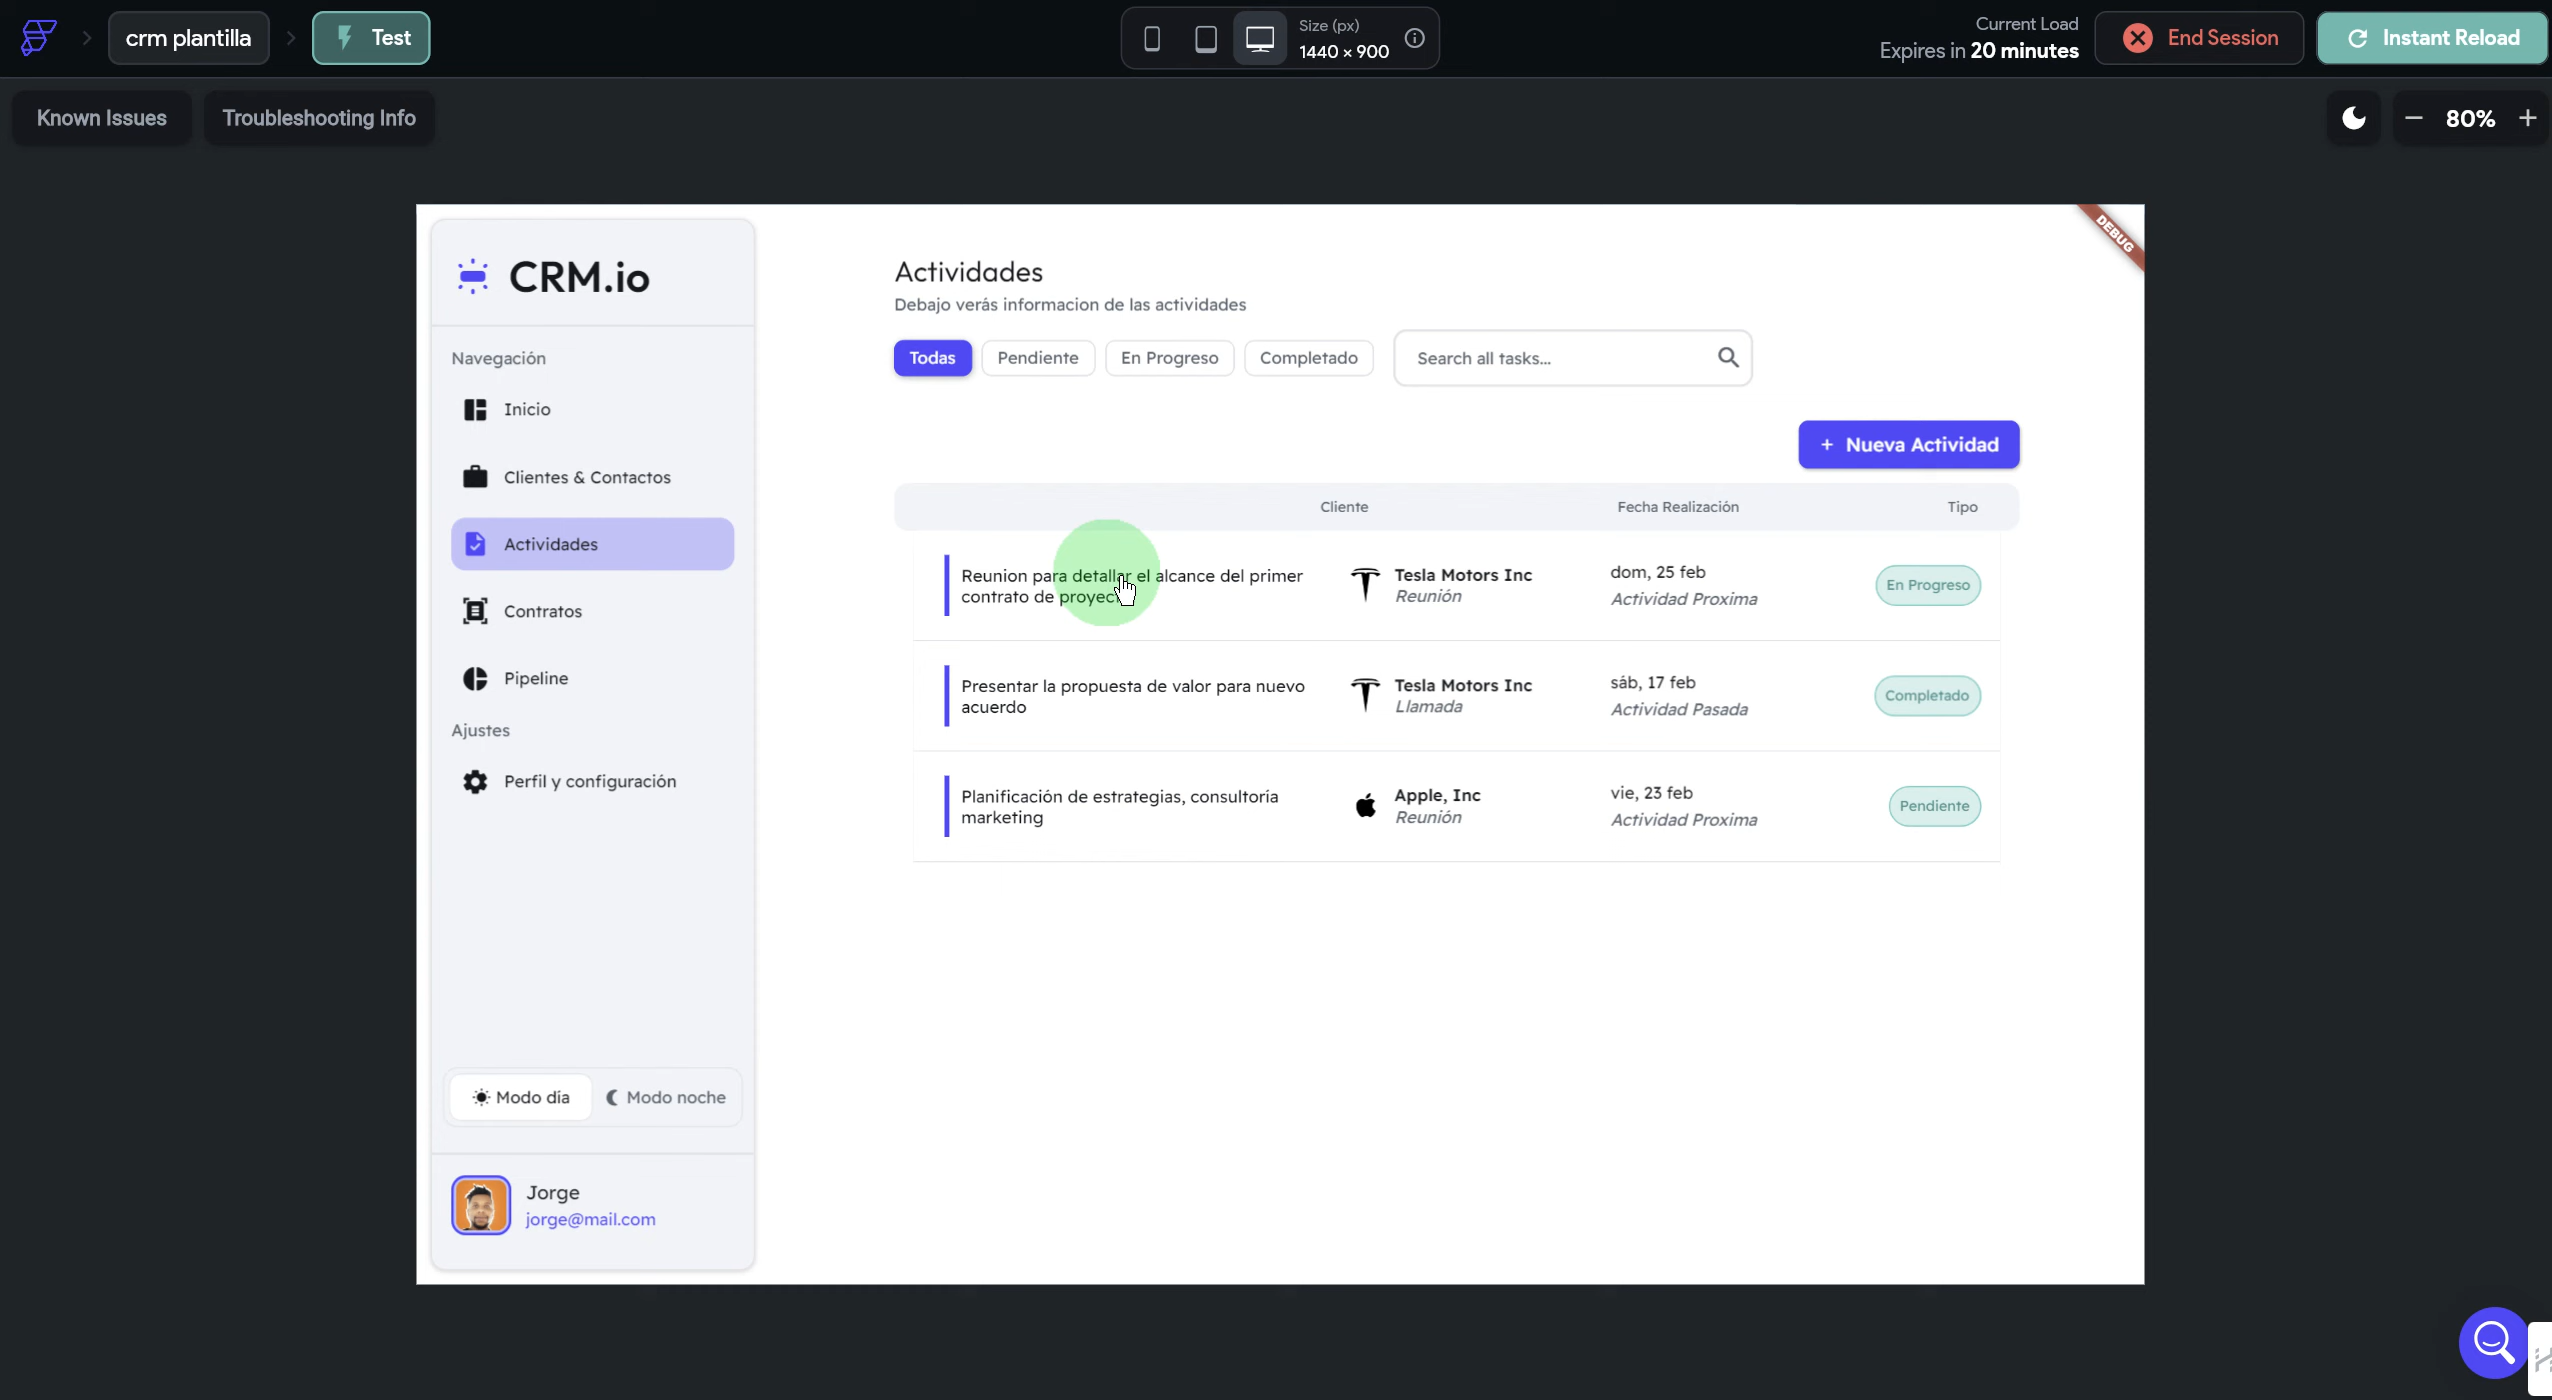 crm plantilla
Test
Size (px)
1440 × 900
Current Load
Expires in 20 minutes
End Session
Instant Reload
Known Issues
Troubleshooting Info
80%
DEBUG
CRM.io
Navegación
Inicio
Clientes & Contactos
Actividades
Contratos
Pipeline
Ajustes
Perfil y configuración
Modo día
Modo noche
Jorge
jorge@mail.com
Actividades
Debajo verás informacion de las actividades
Todas
Pendiente
En Progreso
Completado
Search all tasks...
+ Nueva Actividad
Cliente
Fecha Realización
Tipo
Reunion para detallar el alcance del primer
contrato de
Tesla Motors Inc
Reunión
dom, 25 feb
Actividad Proxima
En Progreso
Presentar la propuesta de valor para nuevo
acuerdo
Tesla Motors Inc
Llamada
sáb, 17 feb
Actividad Pasada
Completado
Planificación de estrategias, consultoria
marketing
Apple, Inc
Reunión
vie, 23 feb
Actividad Proxima
Pendiente